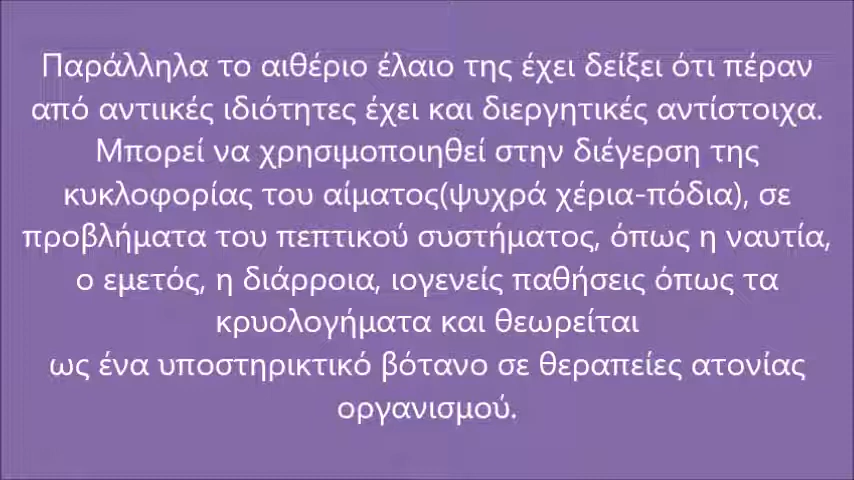 Παράλληλα το αιθέριο έλαιο της έχει δείξει ότι πέραν
από αντιικές ιδιότητες έχει και διεργητικές αντίστοιχα.
Μπορεί να χρησιμοποιηθεί στην διέγερση της
κυκλοφορίας του αίματος(ψυχρά χέρια-πόδια), σε
προβλήματα του πεπτικού συστήματος, όπως η ναυτία,
ο εμετός, η διάρροια, ιογενείς παθήσεις όπως τα
κρυολογήματα και θεωρείται
ως ένα υποστηρικτικό βότανο σε θεραπείες ατονίας
οργανισμού.